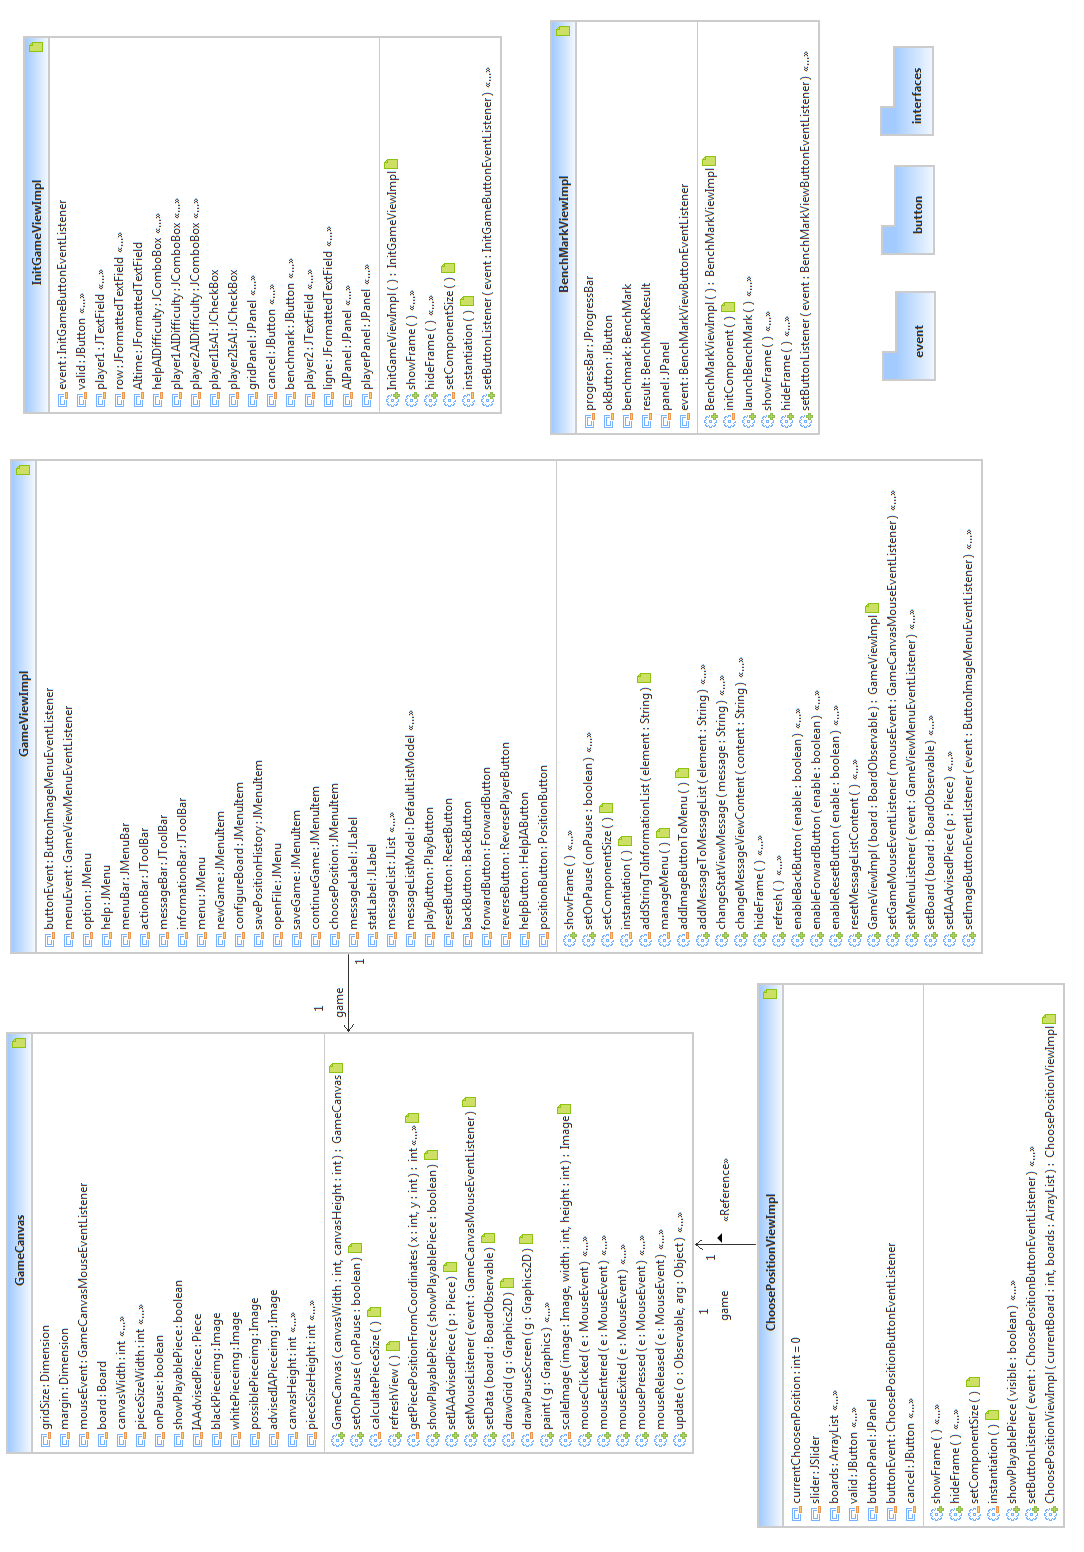 GameCanvas
gridSize : Dimension
margin : Dimension
mouseEvent : GameCanvasMouseEventListener
board : Board
canvasWidth : int «...»
pieceSizeWidth : int «...»
onPause : boolean
showPlayablePiece : boolean
IAAdvisedPiece : Piece
blackPieceimg : Image
whitePieceimg : Image
possiblePieceimg : Image
advisedIAPieceimg : Image
canvasHeight : int «...»
pieceSizeHeight : int «...»
GameCanvas ( canvasWidth : int, canvasHeight : int ) : GameCanvas
setOnPause ( onPause : boolean )
calculatePieceSize ( )
refreshView ( )
getPiecePositionFromCoordinates ( x : int, y : int ) : int «...»
showPlayablePiece ( showPlayablePiece : boolean )
setIAAdvisedPiece ( p : Piece )
setMouseListener ( event : GameCanvasMouseEventListener )
setData ( board : BoardObservable )
drawGrid ( g : Graphics2D )
drawPauseScreen ( g : Graphics2D )
paint ( g : Graphics )
scaleImage ( image : Image, width : int, height : int ) : Image
mouseClicked ( e : MouseEvent ) «...»
mouseEntered ( e : MouseEvent ) «...»
mouseExited ( e : MouseEvent ) «...»
mousePressed ( e : MouseEvent ) «...»
mouseReleased ( e : MouseEvent ) «...»
update ( o : Observable, arg : Object ) «...»
1
game
1
GameViewImpl
buttonEvent : ButtonImageMenuEventListener
menuEvent : GameViewMenuEventListener
option : JMenu
help : JMenu
menuBar : JMenuBar
actionBar : JToolBar
messageBar : JToolBar
informationBar : JToolBar
menu : JMenu
newGame : JMenuItem
configureBoard : JMenuItem
savePositionHistory : JMenuItem
openFile : JMenuItem
saveGame : JMenuItem
continueGame : JMenuItem
choosePosition : JMenuItem
messageLabel : JLabel
statLabel : JLabel
messageList : JList «...»
messageListModel : DefaultListModel «...»
playButton : PlayButton
resetButton : ResetButton
backButton : BackButton
forwardButton : ForwardButton
reverseButton : ReversePlayerButton
helpButton : HelpIAButton
positionButton : PositionButton
showFrame ( ) «...»
setOnPause ( onPause : boolean ) «...»
setComponentSize ( )
instantiation ( )
addStringToInformationList ( element : String )
manageMenu ( )
addImageButtonToMenu ( )
addMessageToMessageList ( element : String ) «...»
changeStatViewMessage ( message : String ) «...»
changeMessageViewContent ( content : String ) «...»
hideFrame ( ) «...»
refresh ( ) «...»
enableBackButton ( enable : boolean ) «...»
enableForwardButton ( enable : boolean ) «...»
enableResetButton ( enable : boolean ) «...»
resetMessageListContent ( ) «...»
GameViewImpl ( board : BoardObservable ) : GameViewImpl
setGameMouseEventListener ( mouseEvent : GameCanvasMouseEventListener ) «...»
setMenuListener ( event : GameViewMenuEventListener ) «...»
setBoard ( board : BoardObservable ) «...»
setIAAdvisedPiece ( p : Piece ) «...»
setImageButtonEventListener ( event : ButtonImageMenuEventListener ) «...»
InitGameViewImpl
event : InitGameButtonEventListener
valid : JButton «...»
player1 : JTextField «...»
row : JFormattedTextField «...»
AItime : JFormattedTextField
helpAIDifficulty : JComboBox «...»
player1AIDifficulty : JComboBox «...»
player2AIDifficulty : JComboBox «...»
player1IsAI : JCheckBox
player2IsAI : JCheckBox
gridPanel : JPanel «...»
cancel : JButton «...»
benchmark : JButton «...»
player2 : JTextField «...»
ligne : JFormattedTextField «...»
AIPanel : JPanel «...»
playerPanel : JPanel «...»
InitGameViewImpl ( ) : InitGameViewImpl
showFrame ( ) «...»
hideFrame ( ) «...»
setComponentSize ( )
instantiation ( )
setButtonListener ( event : InitGameButtonEventListener ) «...»
ChoosePositionViewImpl
currentChoosenPosition : int = 0
slider : JSlider
boards : ArrayList «...»
valid : JButton «...»
buttonPanel : JPanel
buttonEvent : ChoosePositionButtonEventListener
cancel : JButton «...»
showFrame ( ) «...»
hideFrame ( ) «...»
setComponentSize ( )
instantiation ( )
showPlayablePiece ( visible : boolean ) «...»
setButtonListener ( event : ChoosePositionButtonEventListener ) «...»
ChoosePositionViewImpl ( currentBoard : int, boards : ArrayList ) : ChoosePositionViewImpl
1
game
1
«Reference»
BenchMarkViewImpl
progressBar : JProgressBar
okButton : JButton
benchmark : BenchMark
result : BenchMarkResult
panel : JPanel
event : BenchMarkViewButtonEventListener
BenchMarkViewImpl ( ) : BenchMarkViewImpl
initComponent ( )
launchBenchMark ( ) «...»
showFrame ( ) «...»
hideFrame ( ) «...»
setButtonListener ( event : BenchMarkViewButtonEventListener ) «...»
event
button
interfaces